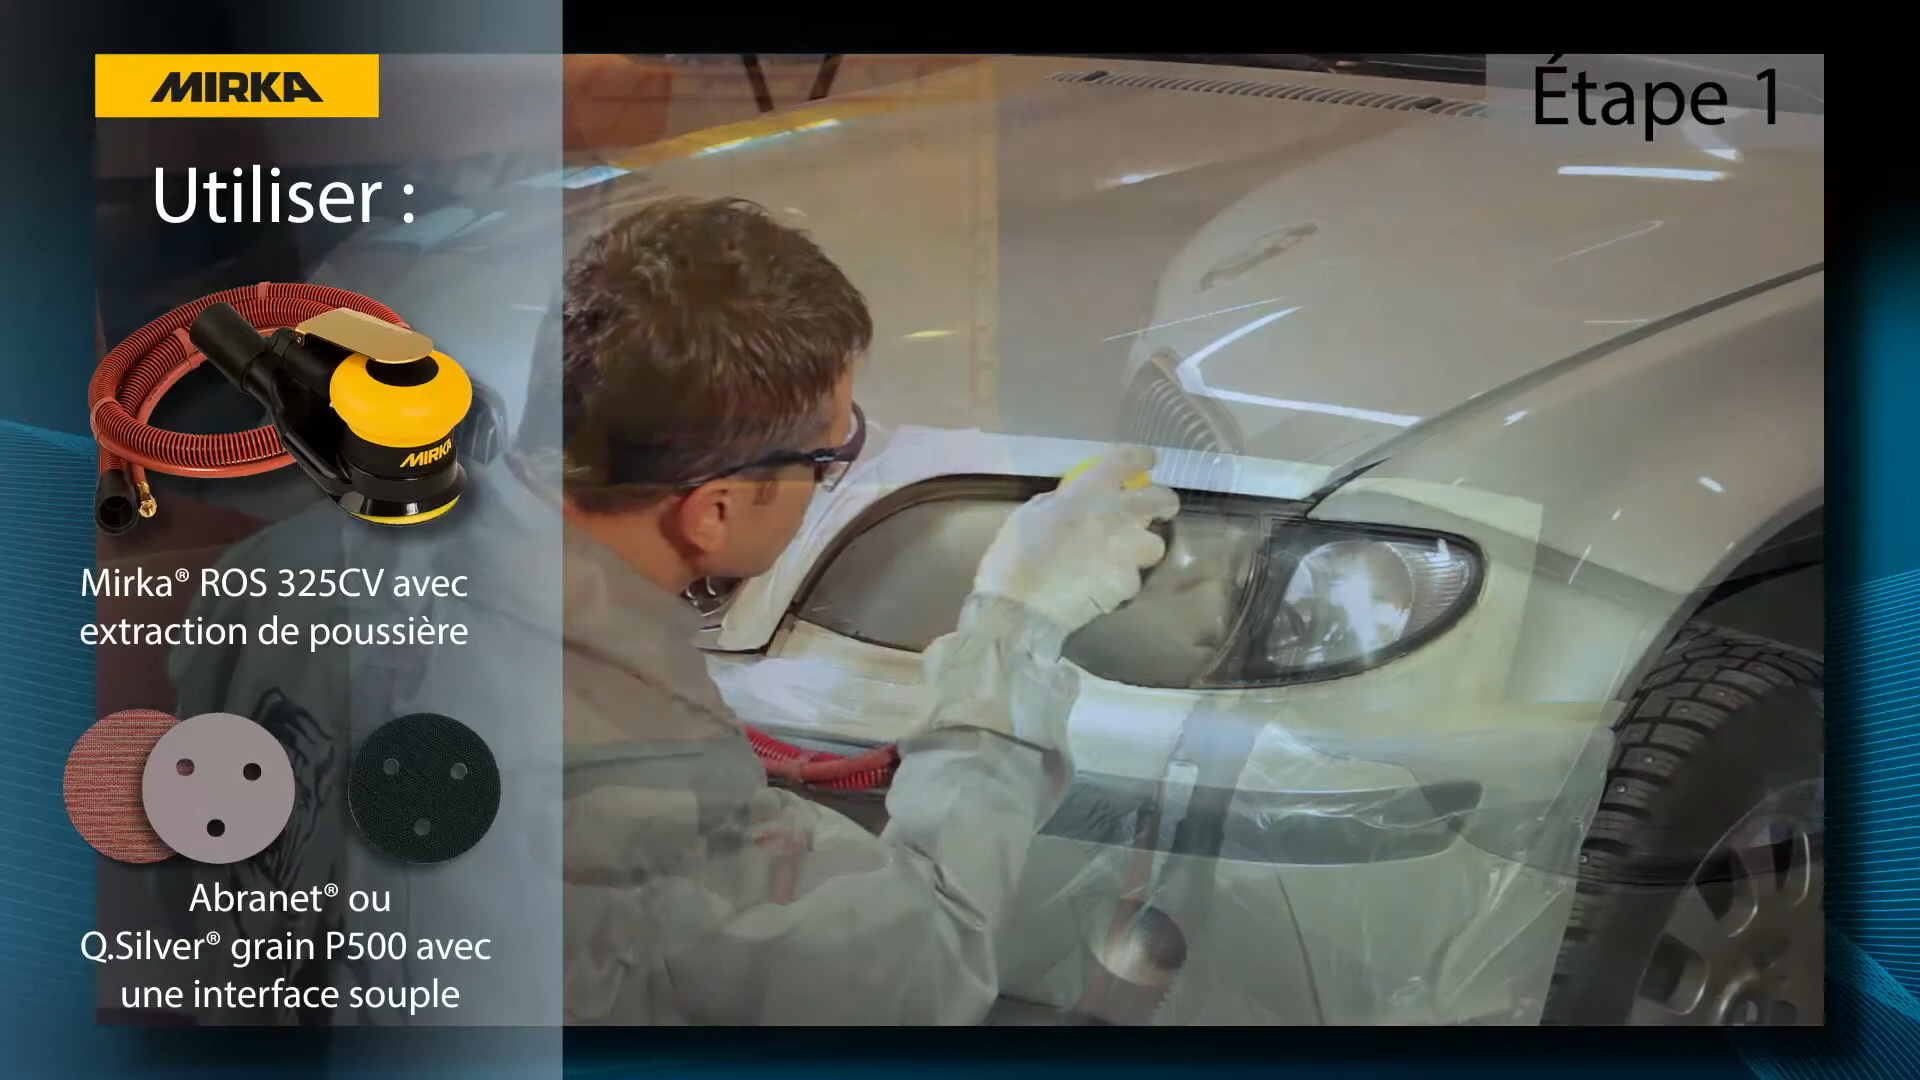 MIRKA
Étape 1
Utiliser :
MIRKA
Mirka® ROS 325CV avec
extraction de poussière
Abranet® ou
Q.Silver® grain P500 avec
une interface souple